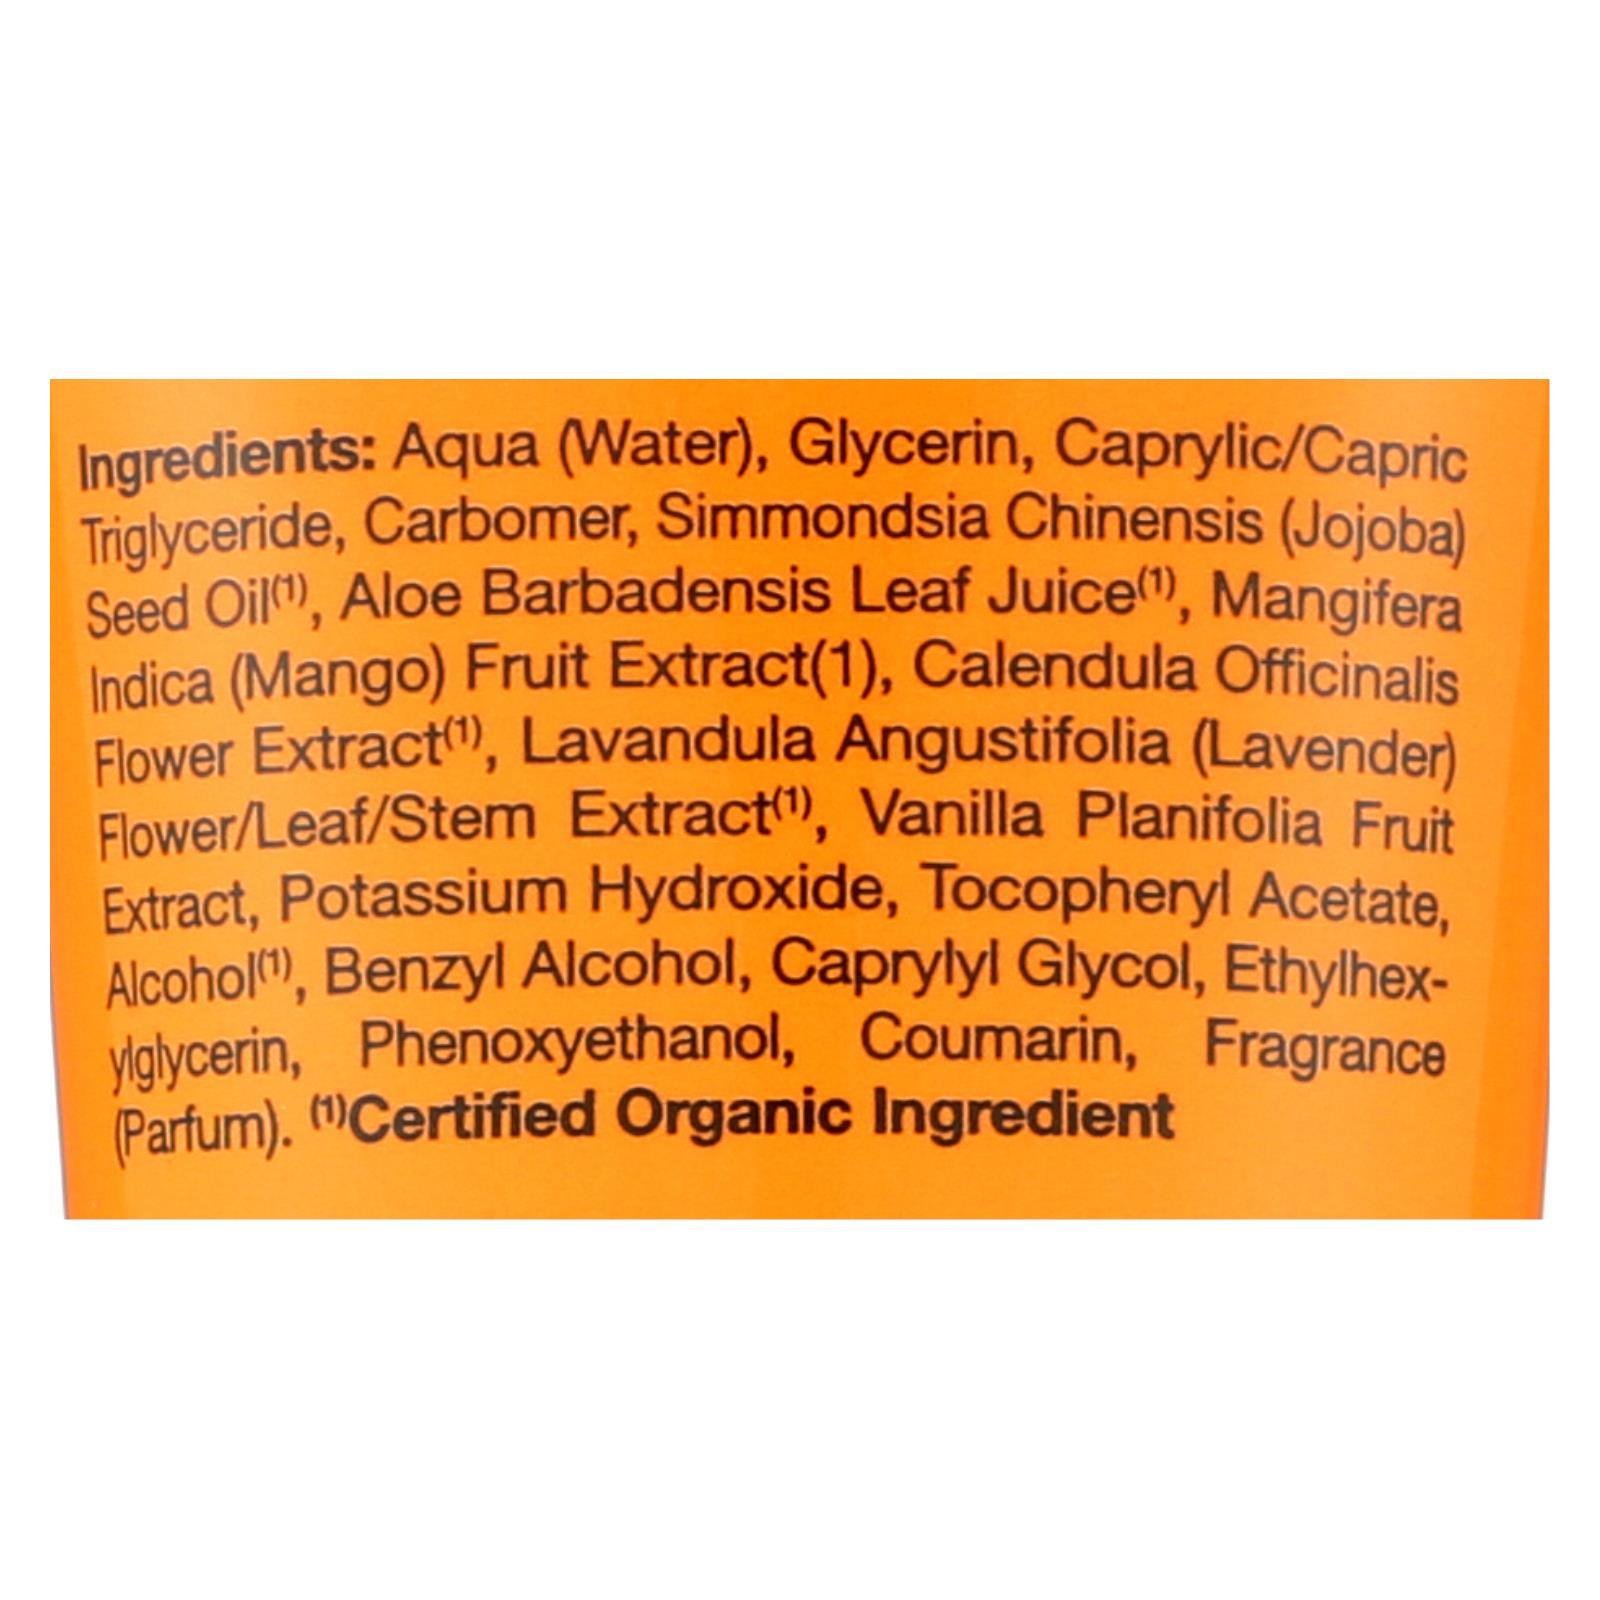 Ingredients: Aqua (Water), Glycerin, Caprylic/Capric
Triglyceride, Carbomer, Simmondsia Chinensis (Jojoba)
Seed Oil(1), Aloe Barbadensis Leaf Juice(1), Mangifera
Indica (Mango) Fruit Extract(1), Calendula Officinalis
Flower Extract(1), Lavandula Angustifolia (Lavender)
Flower/Leaf/Stem Extract(1), Vanilla Planifolia Fruit
Extract, Potassium Hydroxide, Tocopheryl Acetate,
Alcohol(1), Benzyl Alcohol, Caprylyl Glycol, Ethylhex-
ylglycerin, Phenoxyethanol, Coumarin, Fragrance
(Parfum). (1)Certified Organic Ingredient